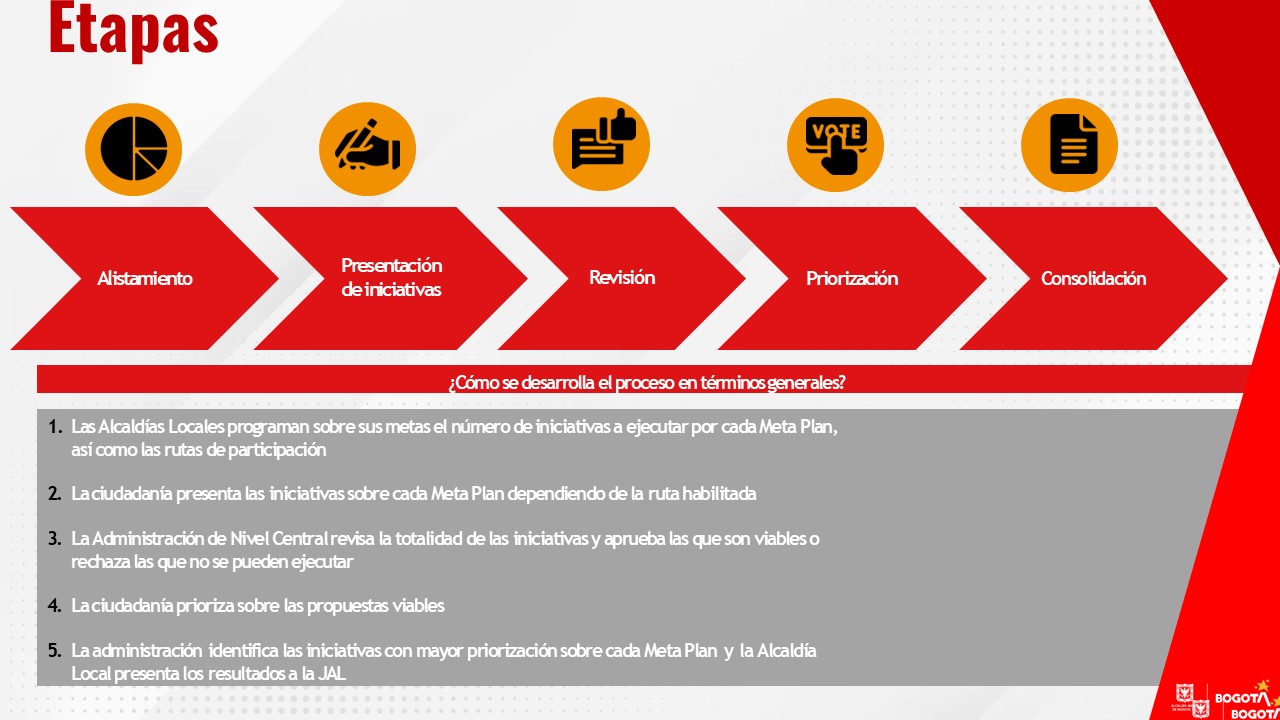 Etapas
VOTE
Alistamiento
Presentación
de iniciativas
Revisión
Priorización
Consolidación
¿Cómo se desarrolla el proceso en términos generales?
1. Las Alcaldías Locales programan sobre sus metas el número de iniciativas a ejecutar por cada Meta Plan,
así como las rutas de participación
2. La ciudadanía presenta las iniciativas sobre cada Meta Plan dependiendo de la ruta habilitada
3. La Administración de Nivel Central revisa la totalidad de las iniciativas y aprueba las que son viables o
rechaza las que no se pueden ejecutar
4. La ciudadanía prioriza sobre las propuestas viables
5. La administración identifica las iniciativas con mayor priorización sobre cada Meta Plan y la Alcaldía
Local presenta los resultados a la JAL
BOGOTÁ
BOGOTÁ